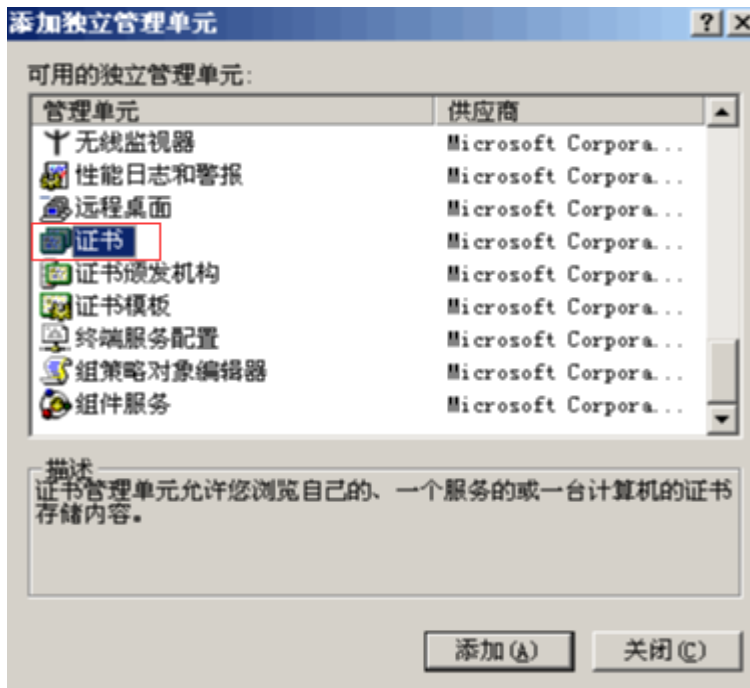 添加独立管理单元
可用的独立管理单元:
管理单元 供应商
无线监视器 Microsoft Corpora...
性能日志和警报 Microsoft Corpora...
远程桌面 Microsoft Corpora...
证书 Microsoft Corpora...
证书颁发机构 Microsoft Corpora...
证书模板 Microsoft Corpora...
终端服务配置 Microsoft Corpora...
组策略对象编辑器 Microsoft Corpora...
组件服务 Microsoft Corpora...
描述
证书管理单元允许您浏览自己的、一个服务的或一台计算机的证书
存储内容。
添加(A) 关闭(C)